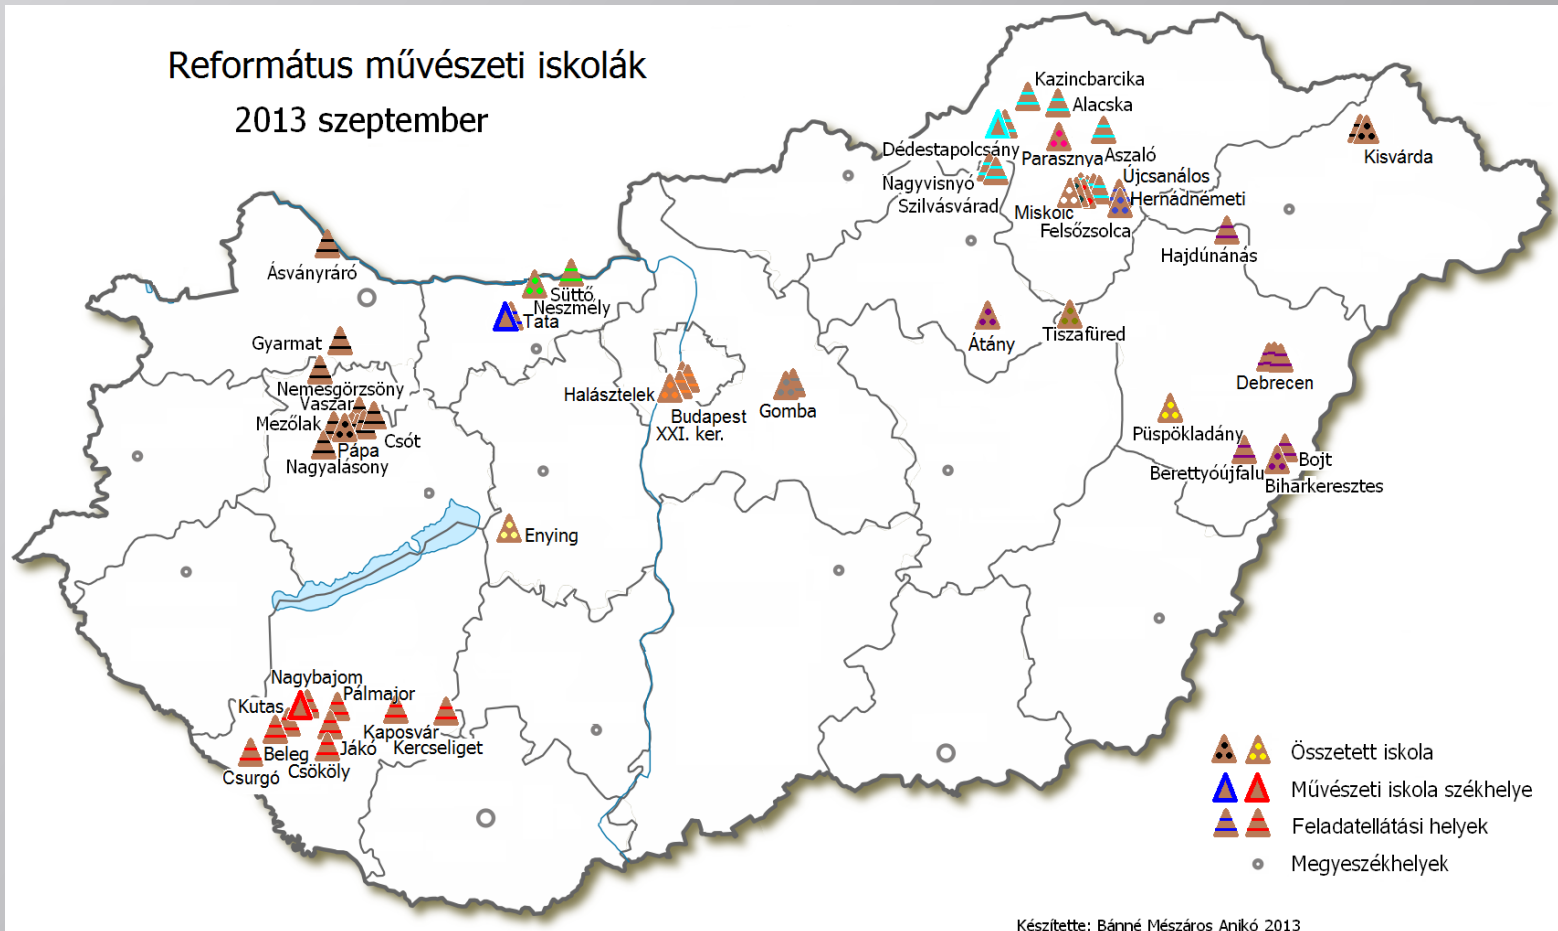 Református művészeti iskolák
2013 szeptember
Kazincbarcika
Alacska
Dédestapolcsány
Parasznya
Aszaló
Kisvárda
Nagyvisnyó
Újcsanálos
Szilvásvárad
Hernádnémeti
Miskolc
Felsőzsolca
Hajdúnánás
Ásványráró
Süttő
Neszmély
Tata
Gyarmat
Átány
Tiszafüred
Nemesgörzsöny
Debrecen
Halásztelek
Vaszar
Gomba
Budapest
XXI. ker.
Mezőlak
Csót
Pápa
Nagyalásony
Püspökladány
Berettyóújfalu
Bojt
Biharkeresztes
Enying
Nagybajom
Pálmajor
Kutas
Kaposvár
Kercseliget
Beleg
Jákó
Csököly
Csurgó
Összetett iskola
Művészeti iskola székhelye
Feladatellátási helyek
Megyeszékhelyek
Készítette: Bánné Mészáros Anikó 2013